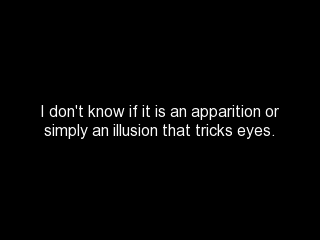 I don't know if it is an apparition or
simply an illusion that tricks eyes.